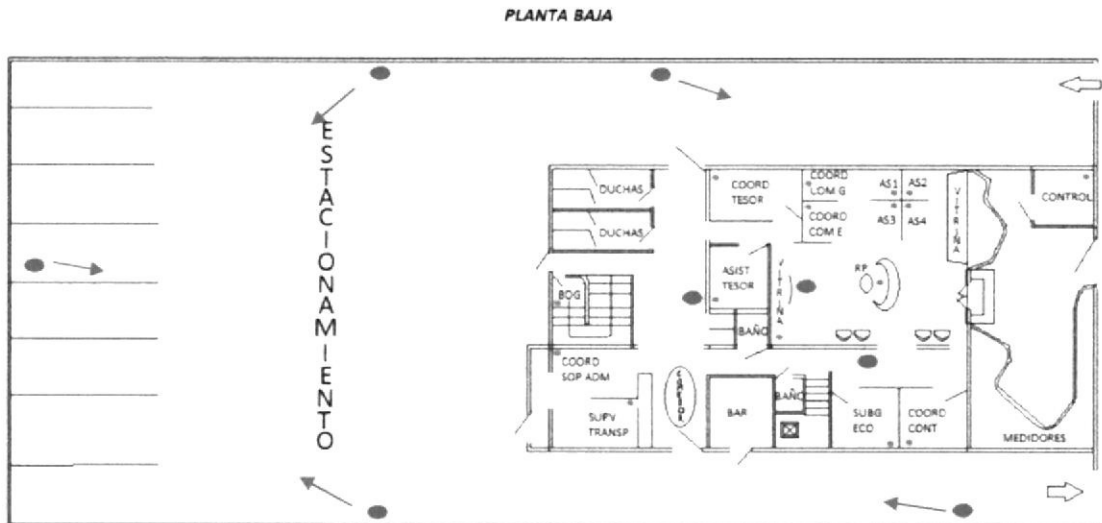 PLANTA BAJA
ESTACIONAMIENTO
DUCHAS
DUCHAS
BOG
COORD
SOP ADM
SUPV
TRANSP
COORD
TESOR
COORD
COM G
COORD
COM E
AS1
AS2
AS3
AS4
VITRINA
CONTROL
ASIST
TESOR
VITRINA
RP
BAÑO
BAÑO
BAR
SUBG
ECO
COORD
CONT
MEDIDORES